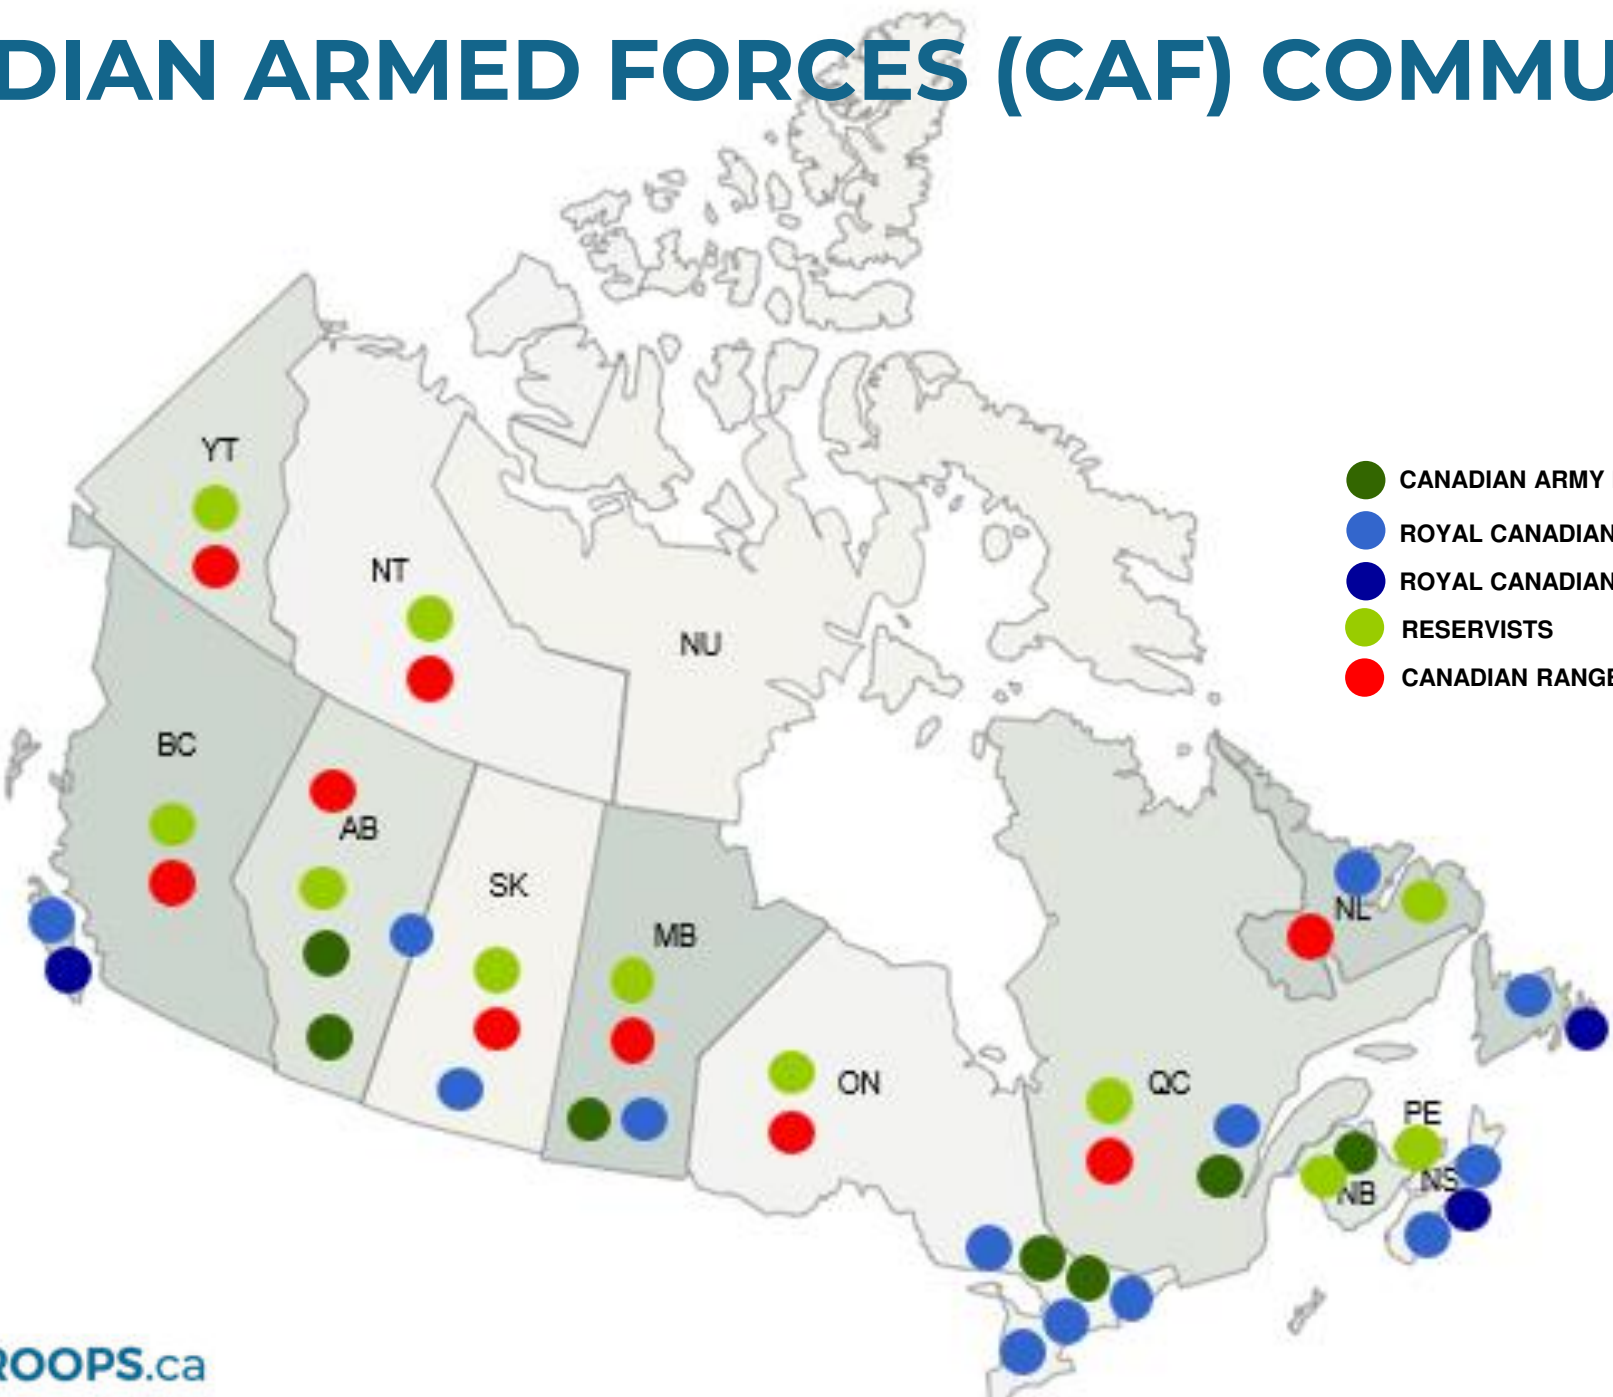 DIAN ARMED FORCES (CAF) COMMU
YT
NT
NU
CANADIAN ARMY
ROYAL CANADIAN
ROYAL CANADIAN
RESERVISTS
CANADIAN RANGE
BC
AB
SK
MB
NL
ON
QC
PE
NS
NB
ROOPS.ca